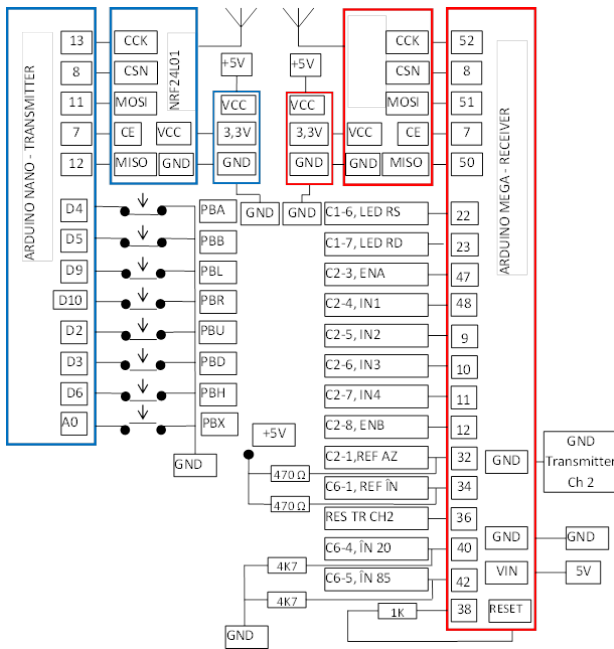 ARDUINO NANO - TRANSMITTER
13
8
11
7
12
D4
D5
D9
D10
D2
D3
D6
A0
CCK
CSN
MOSI
CE
VCC
MISO
GND
NRF24L01
+5V
VCC
3,3V
GND
GND
+5V
VCC
3,3V
GND
GND
CCK
CSN
MOSI
VCC
CE
GND
MISO
52
8
51
7
50
ARDUINO MEGA - RECEIVER
PBA
PBB
PBL
PBR
PBU
PBD
PBH
PBX
GND
C1-6, LED RS
22
C1-7, LED RD
23
C2-3, ENA
47
C2-4, IN1
48
C2-5, IN2
9
C2-6, IN3
10
C2-7, IN4
11
C2-8, ENB
12
+5V
C2-1,REF AZ
32
470 Ω
C6-1, REF ÎN
34
470 Ω
RES TR CH2
36
C6-4, ÎN 20
40
4K7
C6-5, ÎN 85
42
4K7
1K
38
GND
GND
GND
Transmitter
Ch 2
GND
GND
VIN
5V
RESET